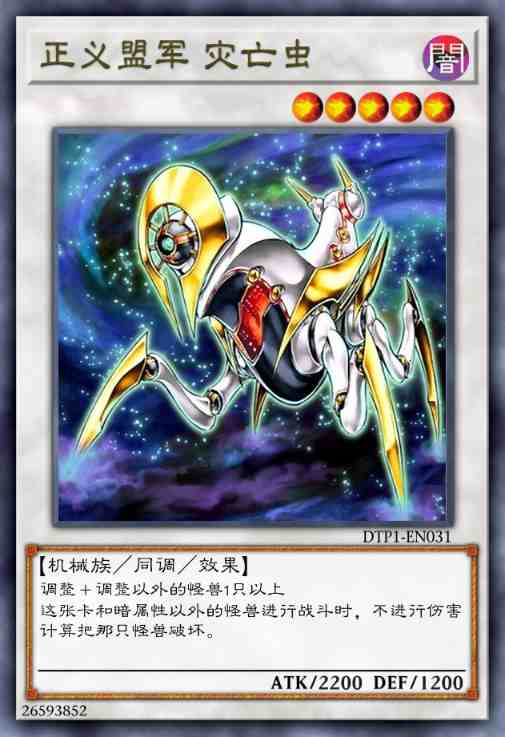 正义盟军 灾亡虫
闇
DTP1-EN031
【机械族／同调／效果】
调整＋调整以外的怪兽1只以上
这张卡和暗属性以外的怪兽进行战斗时，不进行伤害
计算把那只怪兽破坏。
ATK/2200 DEF/1200
26593852